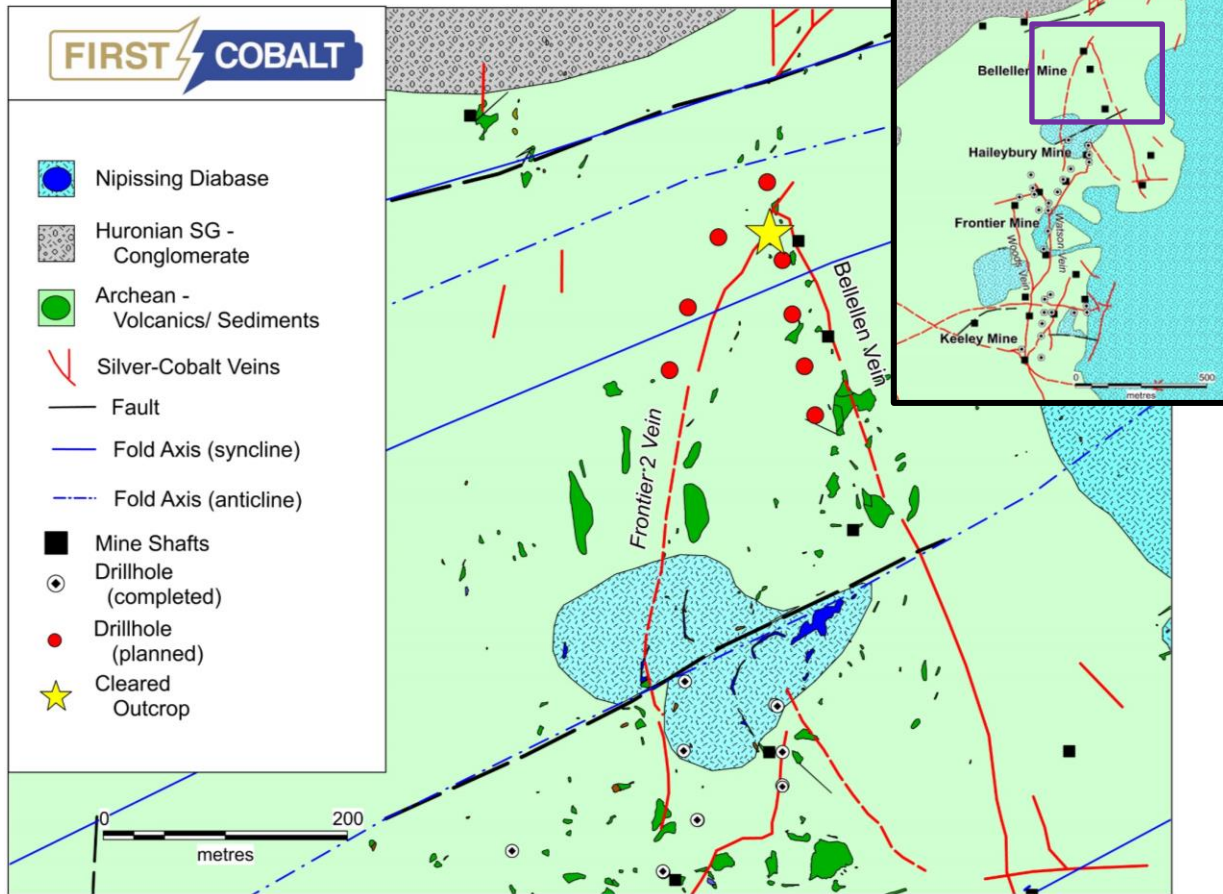 FIRST COBALT
Nipissing Diabase
Huronian SG -
Conglomerate
Archean -
Volcanics/ Sediments
Silver-Cobalt Veins
Fault
Fold Axis (syncline)
Fold Axis (anticline)
Mine Shafts
Drillhole
(completed)
Drillhole
(planned)
Cleared
Outcrop
0 200
metres
Bellellen Vein
Frontier 2 Vein
Belleller Mine
Haileybury Mine
Frontier Mine
Woods Vein
Watson Vein
Keeley Mine
0 500
metres